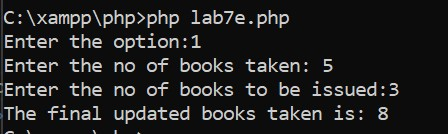 C:\xampp\php>php lab7e.php
Enter the option:1
Enter the no of books taken: 5
Enter the no of books to be issued:3
The final updated books taken is: 8